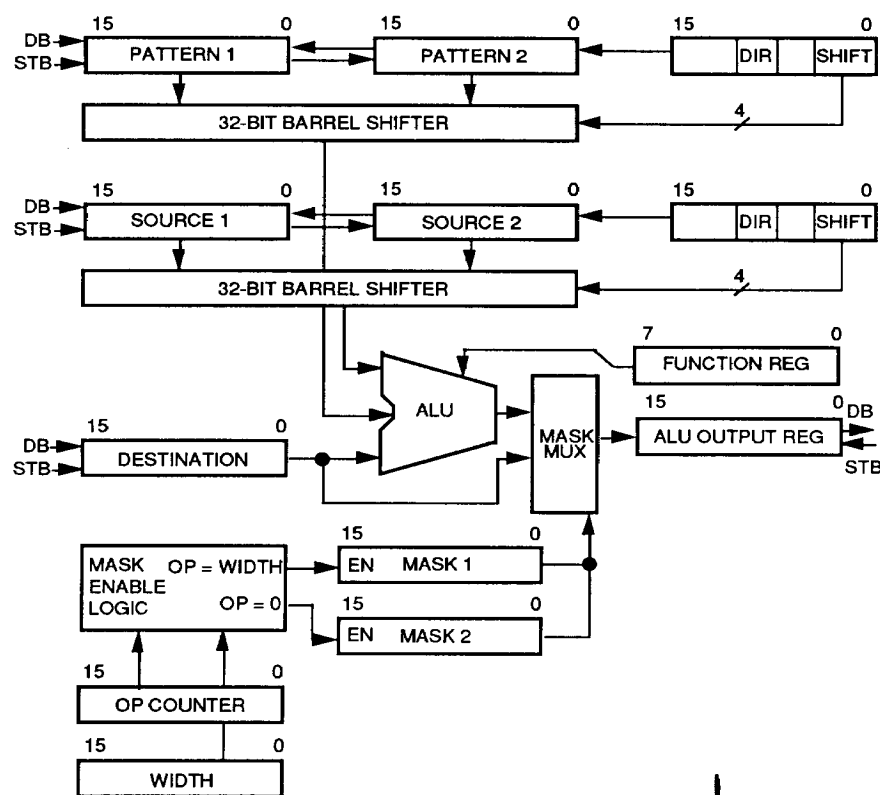 15 0 15 0 15 0
DB PATTERN 1 PATTERN 2 DIR SHIFT
STB
4
32-BIT BARREL SHIFTER
15 0 15 0 15 0
DB SOURCE 1 SOURCE 2 DIR SHIFT
STB
4
32-BIT BARREL SHIFTER
7 0
FUNCTION REG
ALU
15 0
MASK MUX
ALU OUTPUT REG DB
STB
15 0
DB DESTINATION
STB
MASK ENABLE LOGIC
OP = WIDTH
OP = 0
15 0
EN MASK 1
15 0
EN MASK 2
15 0
OP COUNTER
15 0
WIDTH